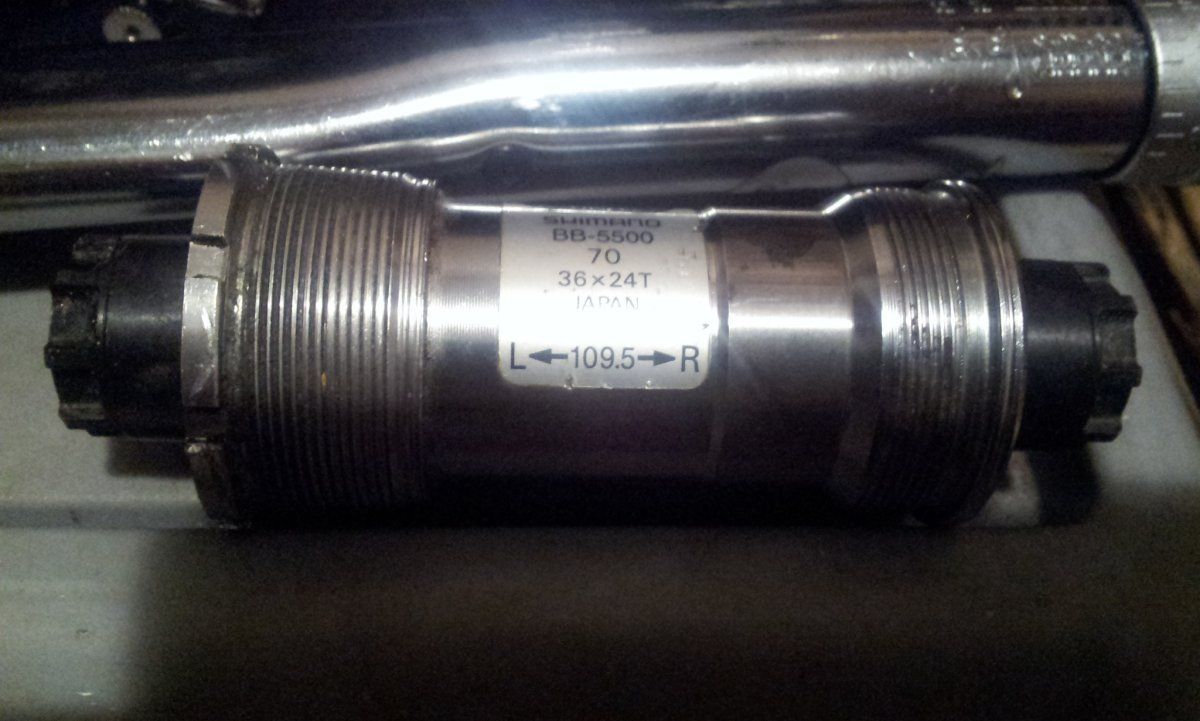 SHIMANO
BB-5500
70
36×24T
JAPAN
L ←109.5→ R